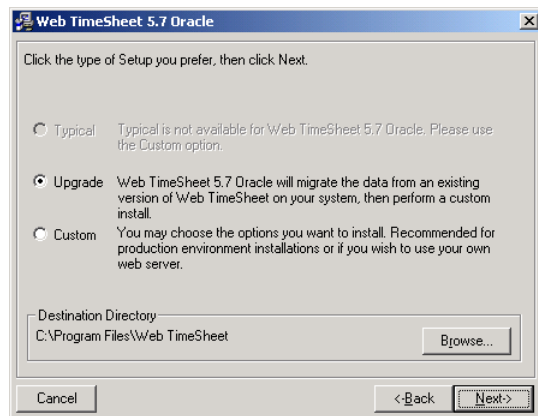 Web TimeSheet 5.7 Oracle
Click the type of Setup you prefer, then click Next.
Typical
Typical is not available for Web TimeSheet 5.7 Oracle. Please use
the Custom option.
Upgrade
Web TimeSheet 5.7 Oracle will migrate the data from an existing
version of Web TimeSheet on your system, then perform a custom
install.
Custom
You may choose the options you want to install. Recommended for
production environment installations or if you wish to use your own
web server.
Destination Directory
C:\Program Files\Web TimeSheet
Browse...
Cancel
<-Back
Next->